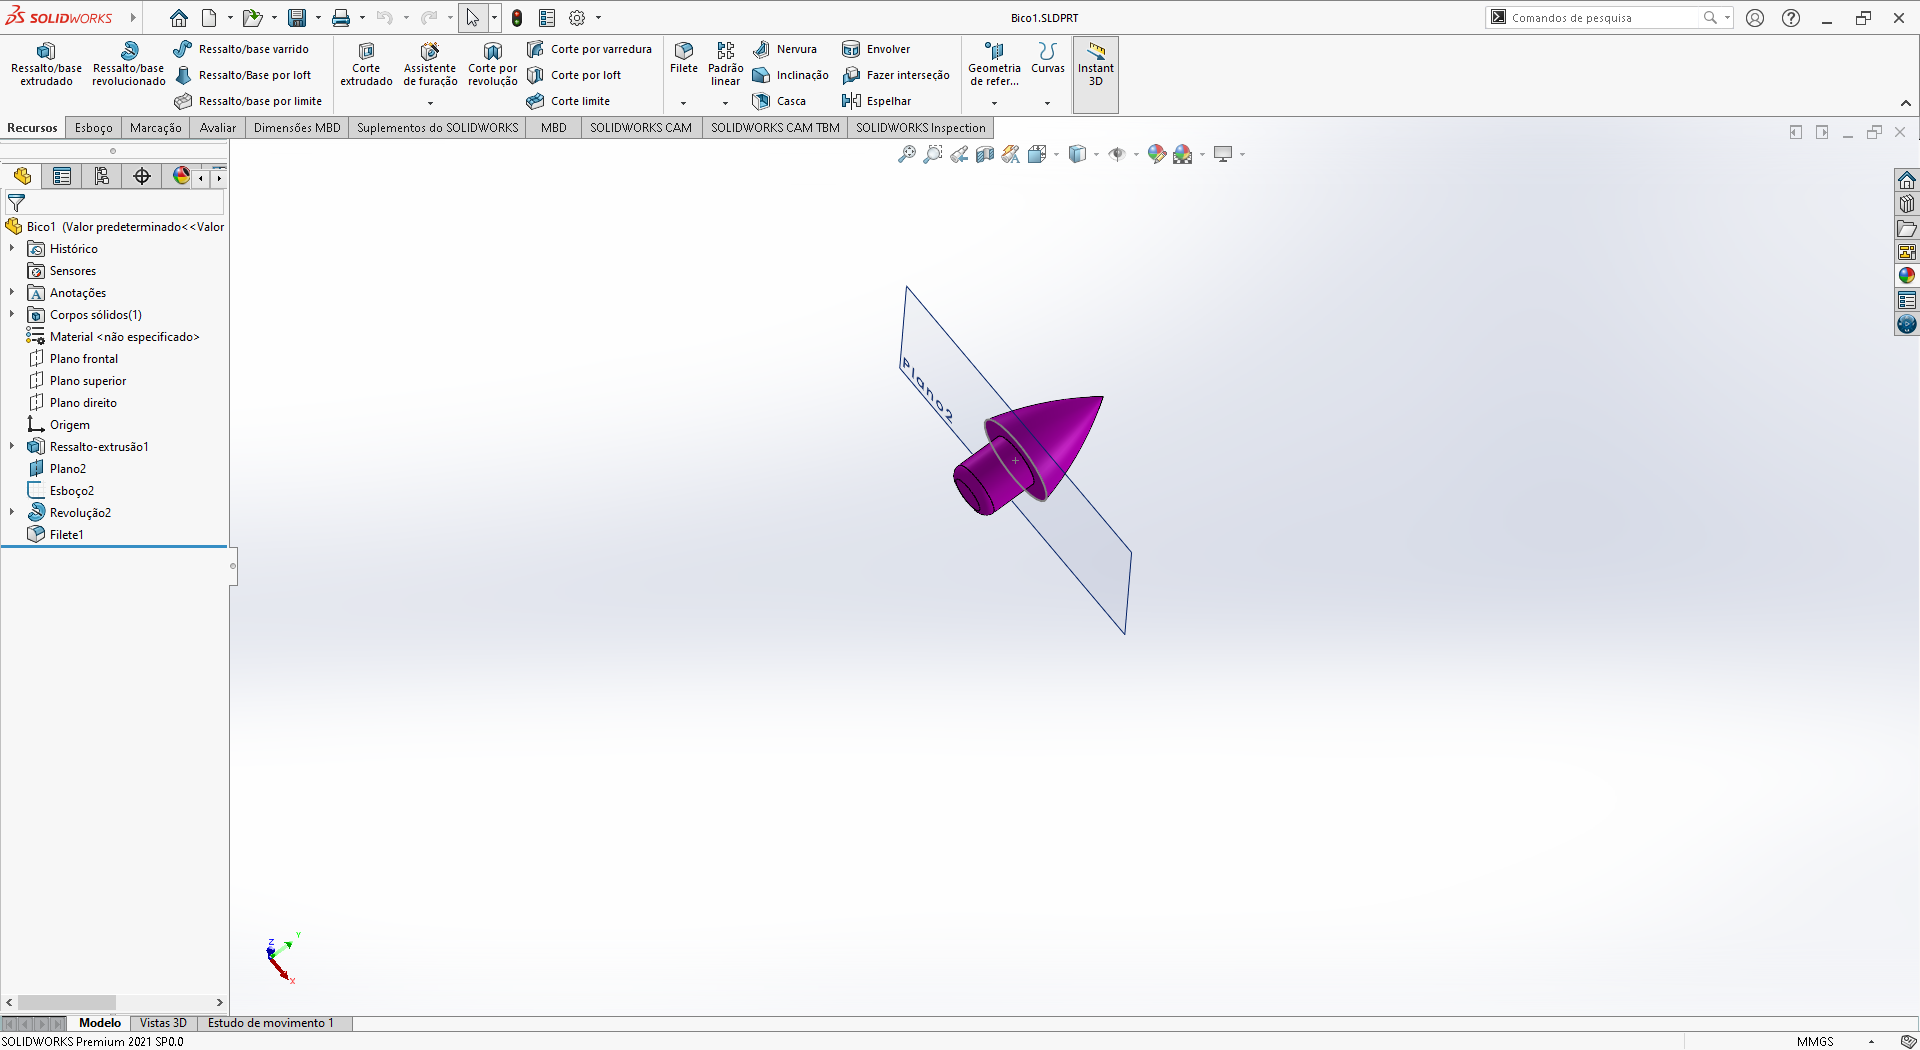 SOLIDWORKS
Bico1.SLDPRT
Comandos de pesquisa
Ressalto/base extrudado
Ressalto/base revolucionado
Ressalto/base varrido
Ressalto/Base por loft
Ressalto/base por limite
Corte extrudado
Assistente de furação
Corte por revolução
Corte por varredura
Corte por loft
Corte limite
Filete
Padrão linear
Nervura
Inclinação
Casca
Envolver
Fazer interseção
Espelhar
Geometria de refer...
Curvas
Instant 3D
Recursos
Esboço
Marcação
Avaliar
Dimensões MBD
Suplementos do SOLIDWORKS
MBD
SOLIDWORKS CAM
SOLIDWORKS CAM TBM
SOLIDWORKS Inspection
Bico1 (Valor predeterminado<<Valor
Histórico
Sensores
Anotações
Corpos sólidos(1)
Material <não especificado>
Plano frontal
Plano superior
Plano direito
Origem
Ressalto-extrusão1
Plano2
Esboço2
Revolução2
Filete1
Plano2
Z
Y
X
Modelo
Vistas 3D
Estudo de movimento 1
SOLIDWORKS Premium 2021 SP0.0
MMGS